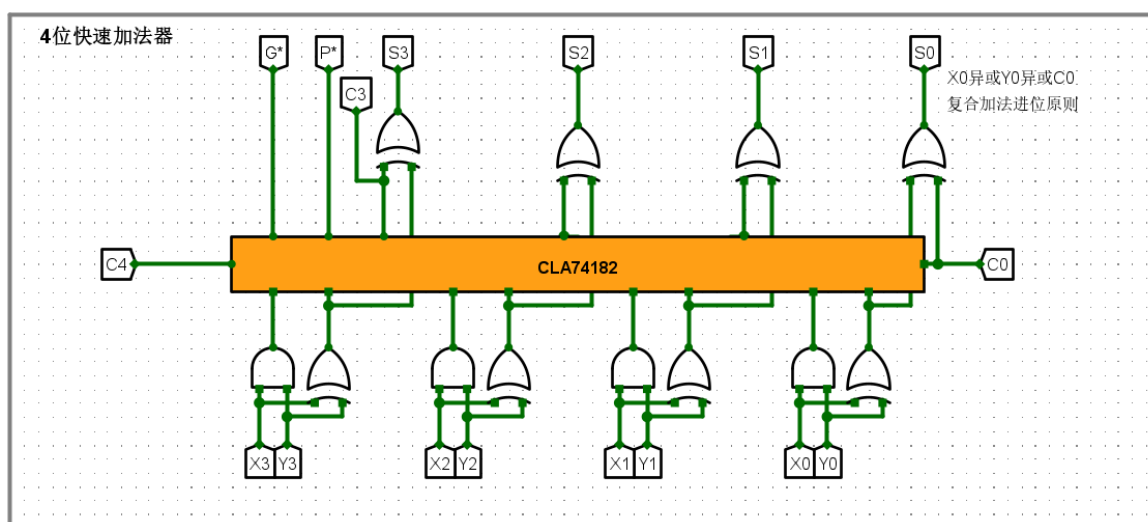 4位快速加法器
G*
P*
S3
S2
S1
S0
C3
X0异或Y0异或C0
复合加法进位原则
C4
CLA74182
C0
X3 Y3
X2 Y2
X1 Y1
X0 Y0